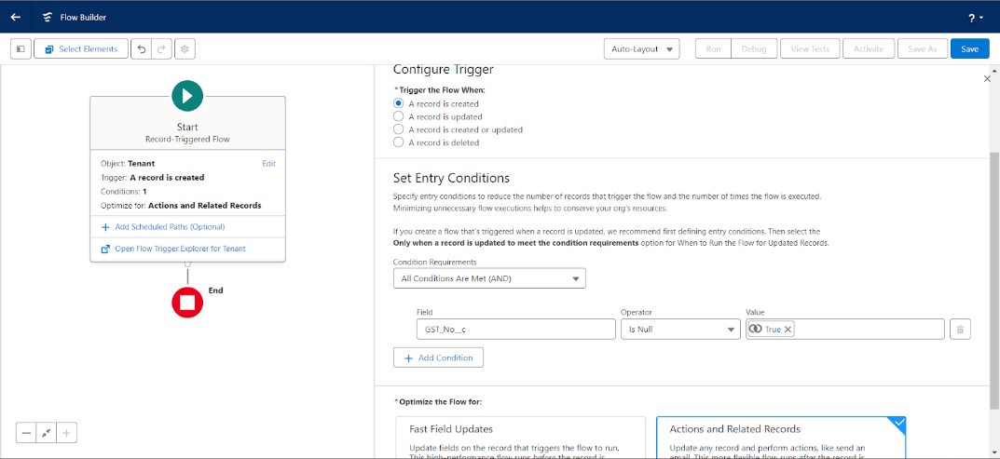 Flow Builder
?
Select Elements
Auto-Layout
Run
Debug
View Tests
Activate
Save As
Save
Start
Record-Triggered Flow
Object: Tenant
Edit
Trigger: A record is created
Conditions: 1
Optimize for: Actions and Related Records
+ Add Scheduled Paths (Optional)
Open Flow Trigger Explorer for Tenant
End
Configure Trigger
*Trigger the Flow When:
A record is created
A record is updated
A record is created or updated
A record is deleted
Set Entry Conditions
Specify entry conditions to reduce the number of records that trigger the flow and the number of times the flow is executed.
Minimizing unnecessary flow executions helps to conserve your org's resources.
If you create a flow that's triggered when a record is updated, we recommend first defining entry conditions. Then select the
Only when a record is updated to meet the condition requirements option for When to Run the Flow for Updated Records.
Condition Requirements
All Conditions Are Met (AND)
Field
Operator
Value
GST_No__c
Is Null
True
+ Add Condition
*Optimize the Flow for:
Fast Field Updates
Update fields on the record that triggers the flow to run.
This high-performance flow runs before the record is
Actions and Related Records
Update any record and perform actions, like send an
email. This more flexible flow runs after the record is